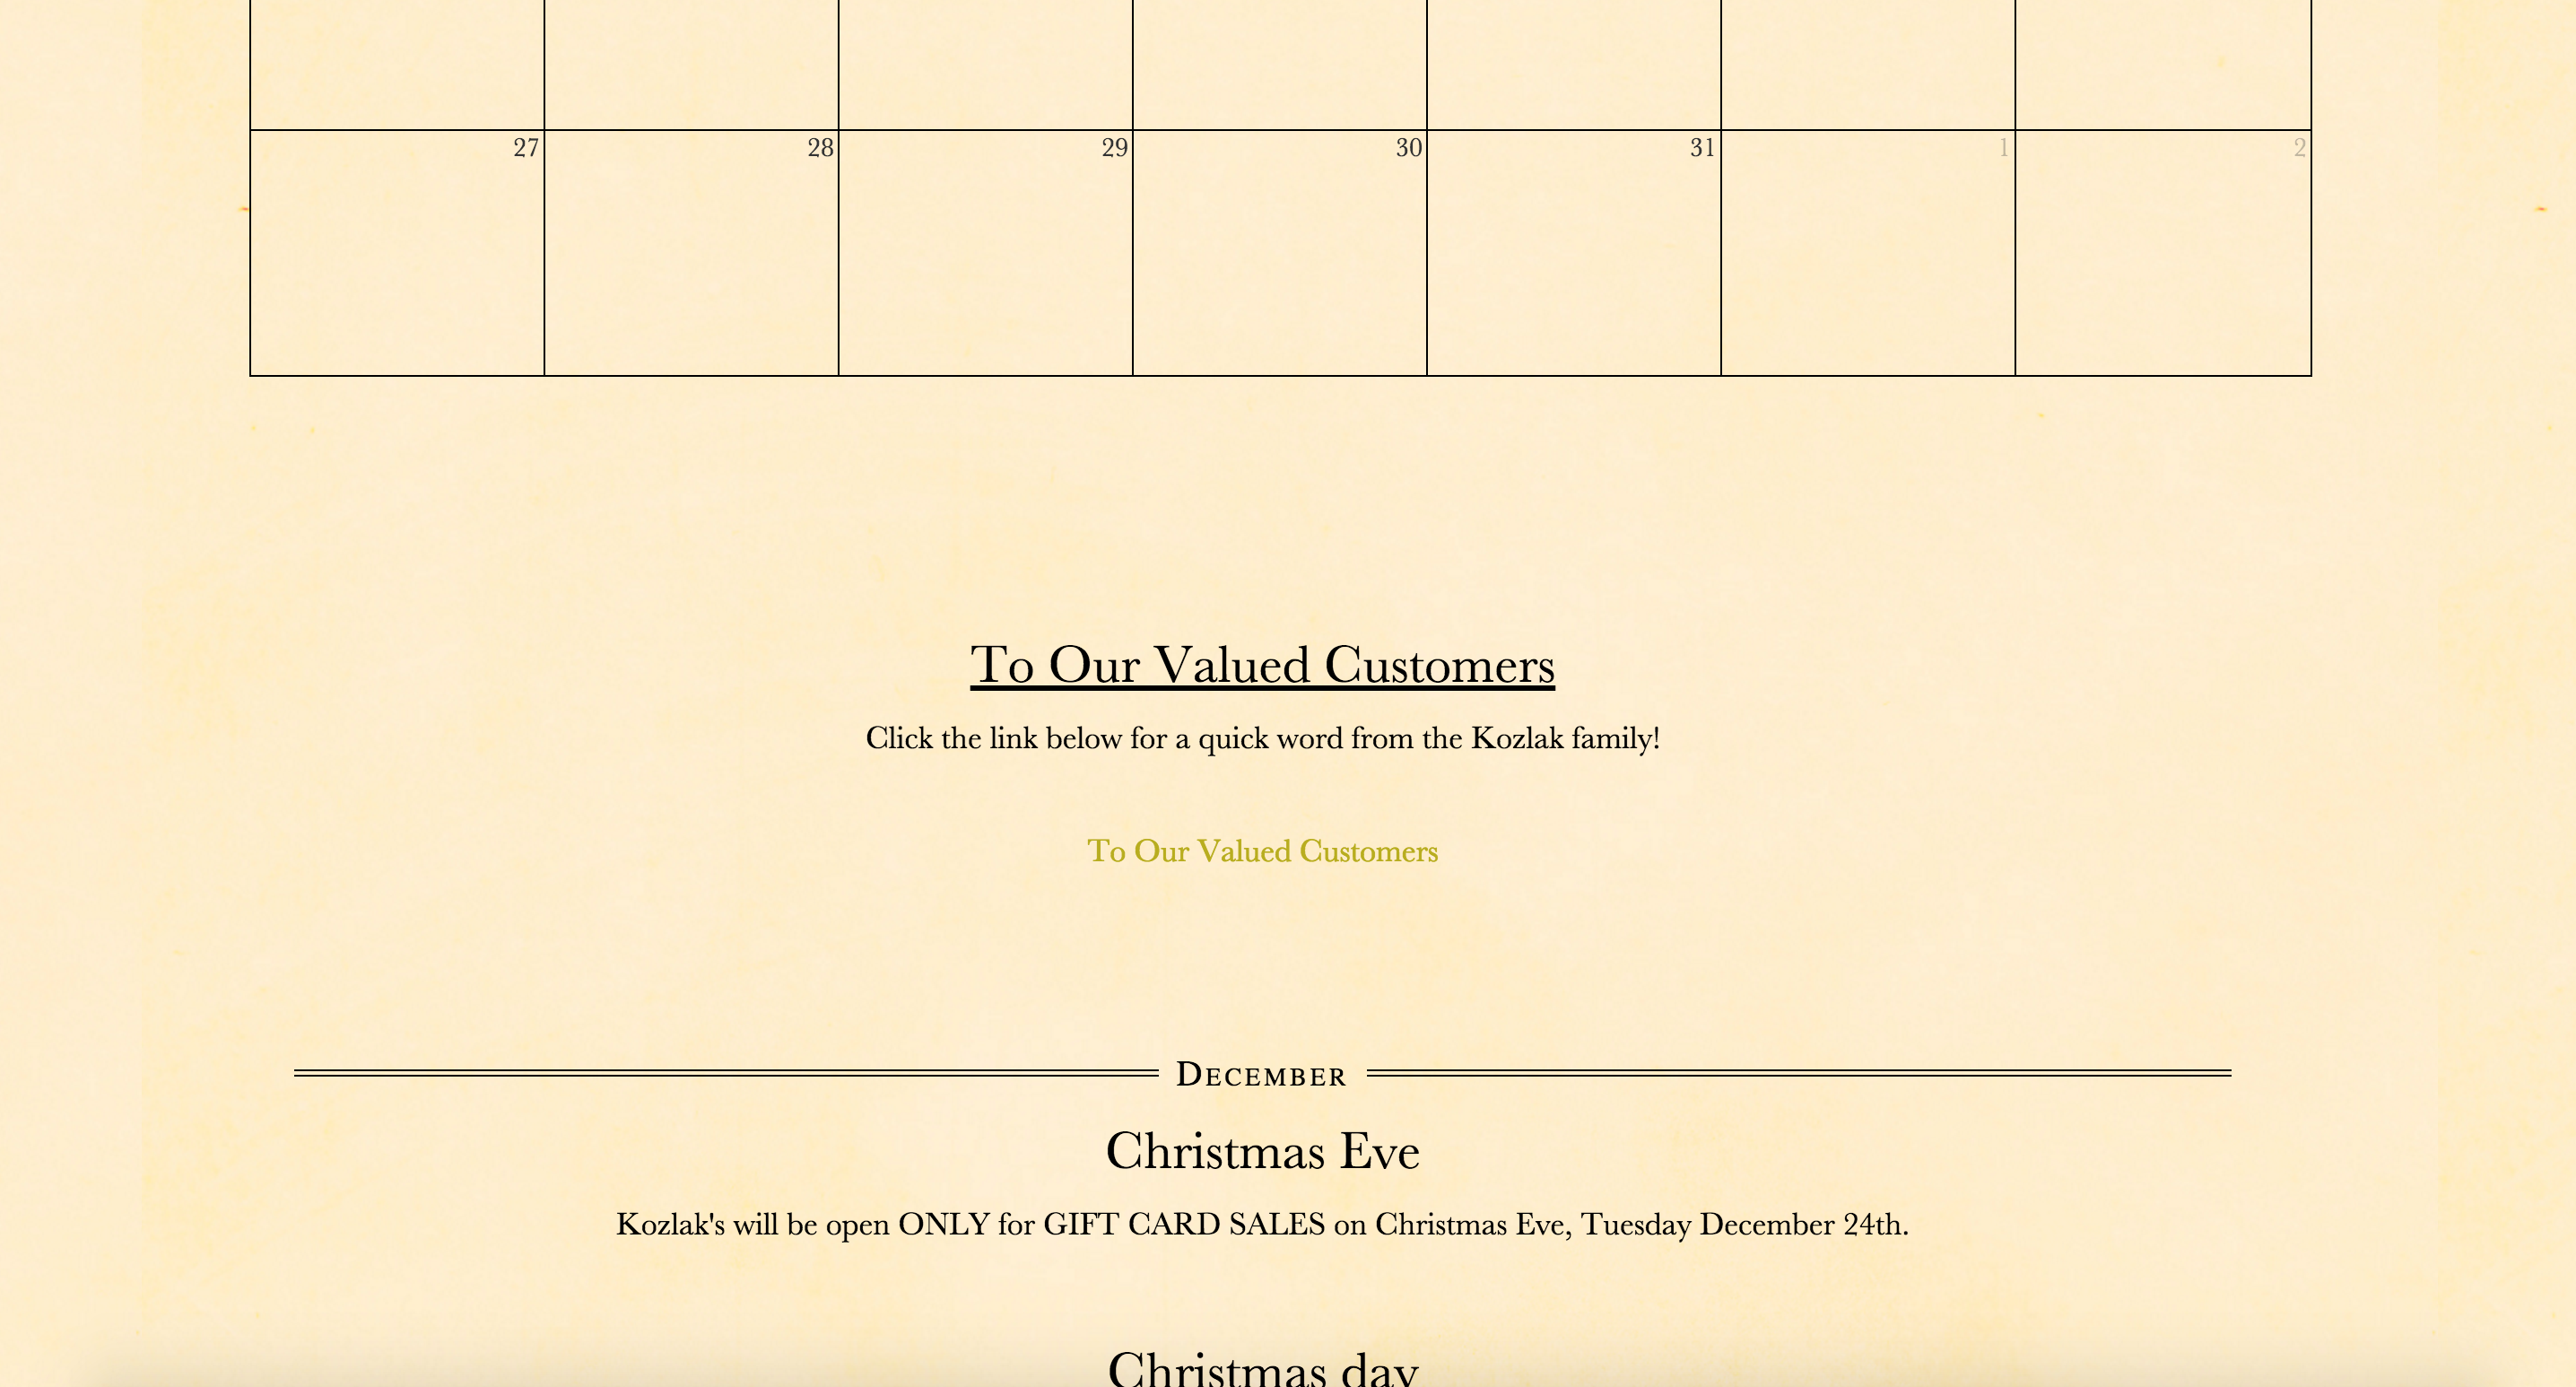 27 28 29 30 31 1 2
To Our Valued Customers
Click the link below for a quick word from the Kozlak family!
To Our Valued Customers
December
Christmas Eve
Kozlak's will be open ONLY for GIFT CARD SALES on Christmas Eve, Tuesday December 24th.
Christmas day